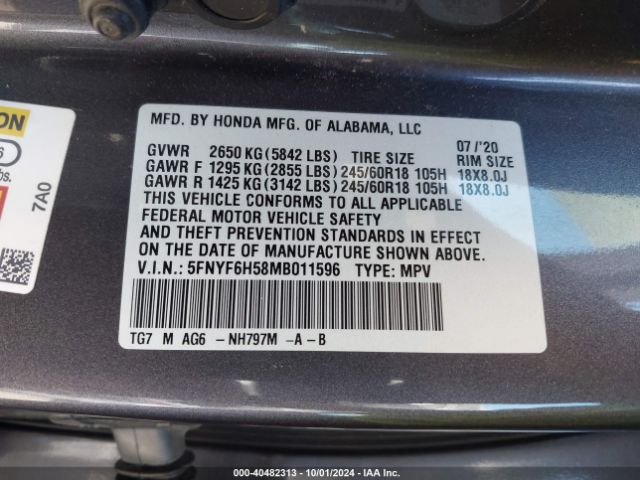 ON
6
bs.
7A0
MFD. BY HONDA MFG. OF ALABAMA, LLC 07/'20
GVWR 2650 KG(5842 LBS) TIRE SIZE RIM SIZE
GAWR F 1295 KG(2855 LBS)245/60R18 105H 18X8.0J
GAWR R 1425 KG(3142 LBS)245/60R18 105H 18X8.0J
THIS VEHICLE CONFORMS TO ALL APPLICABLE
FEDERAL MOTOR VEHICLE SAFETY
AND THEFT PREVENTION STANDARDS IN EFFECT
ON THE DATE OF MANUFACTURE SHOWN ABOVE.
V.I.N.: 5FNYF6H58MB011596 TYPE: MPV
TG7 M AG6 -NH797M -A-B
000-40482313 - 10/01/2024 - IAA, Inc.